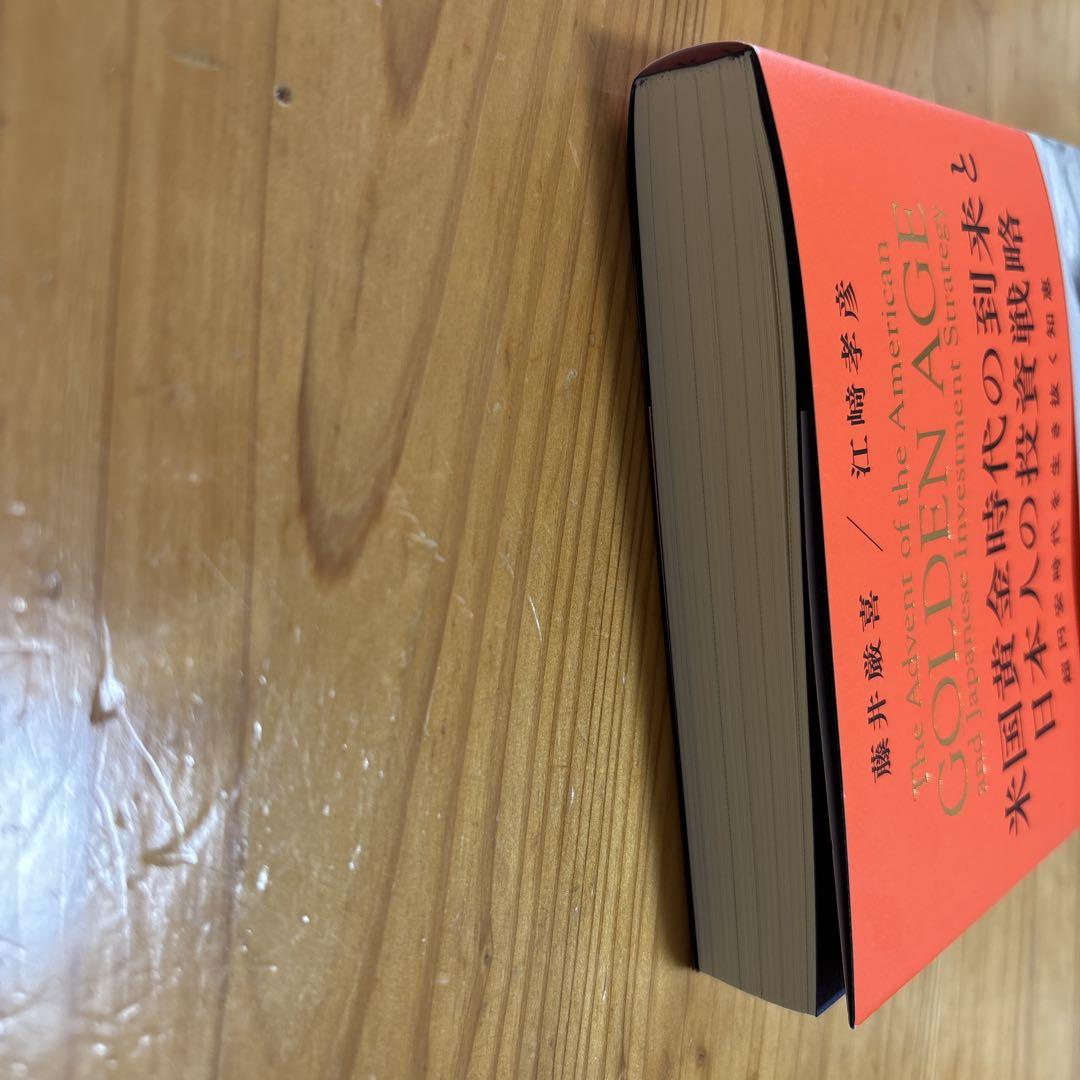 藤井厳喜 / 江﨑孝彦
The Advent of the American
GOLDEN AGE
and Japanese Investment Strategy
米国黄金時代の到来と
日本人の投資戦略
超円安時代を生き抜く知恵